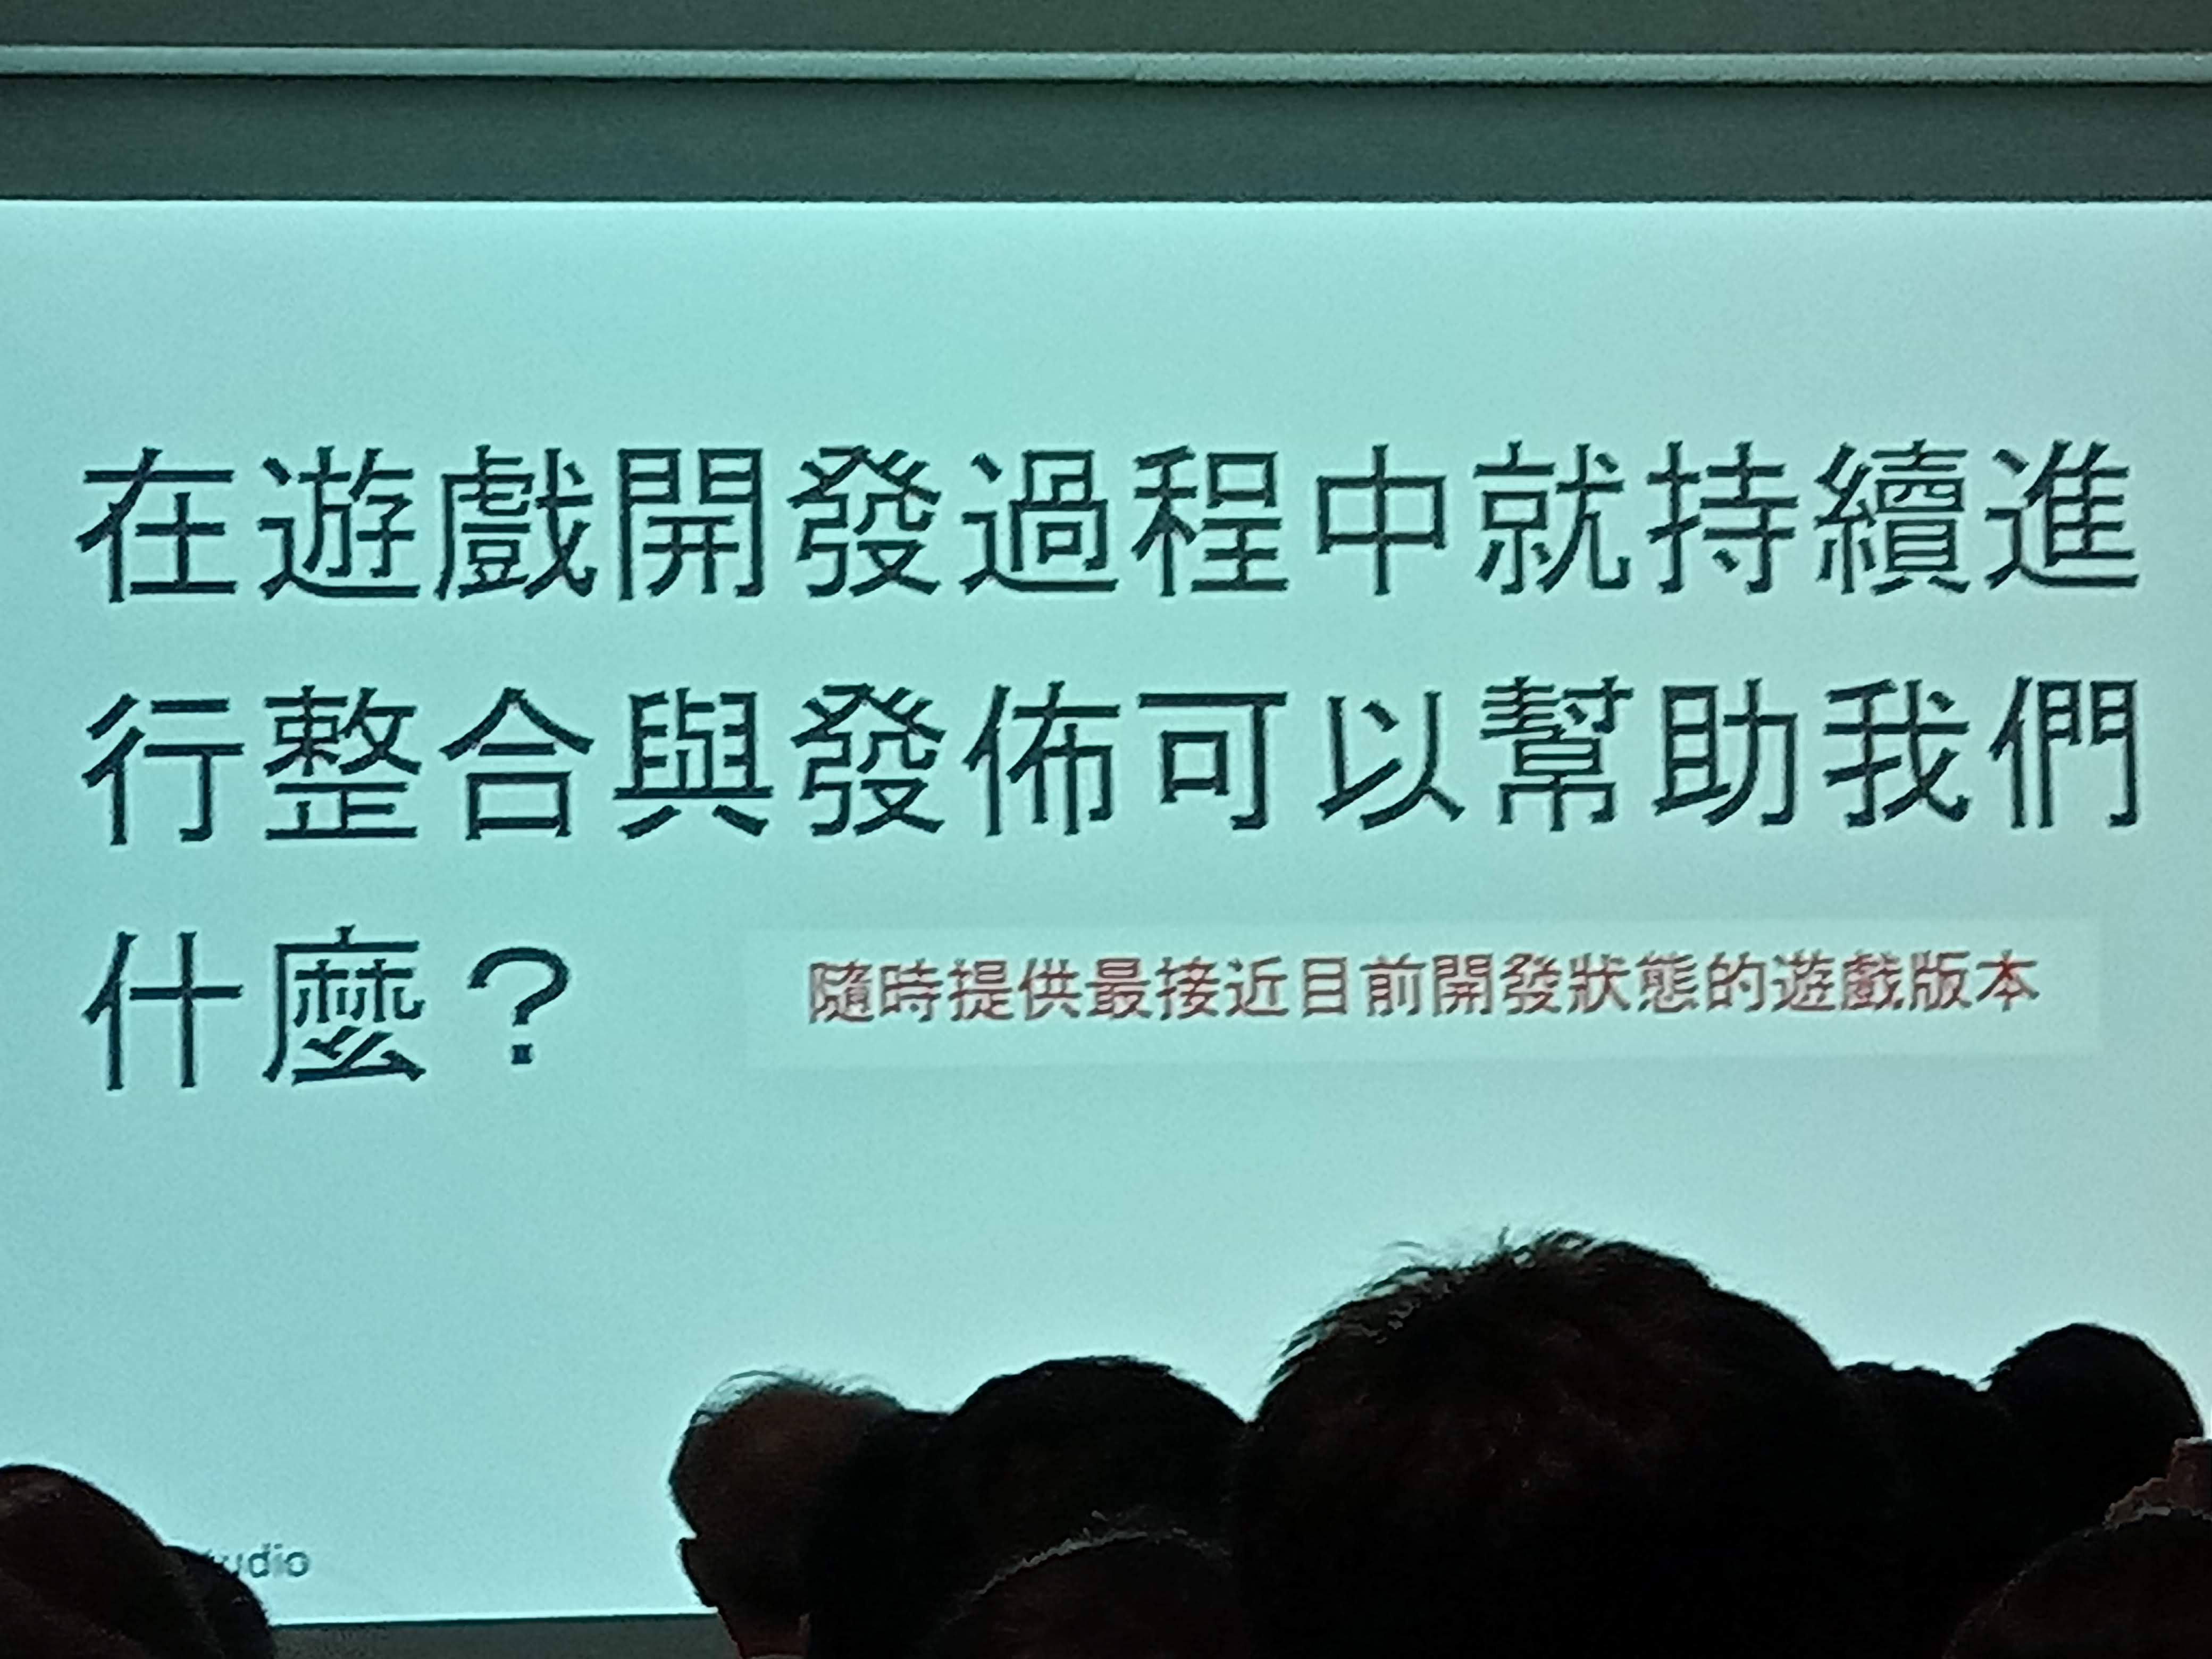 在遊戲開發過程中就持續進
行整合與發佈可以幫助我們
什麼？
隨時提供最接近目前開發狀態的遊戲版本